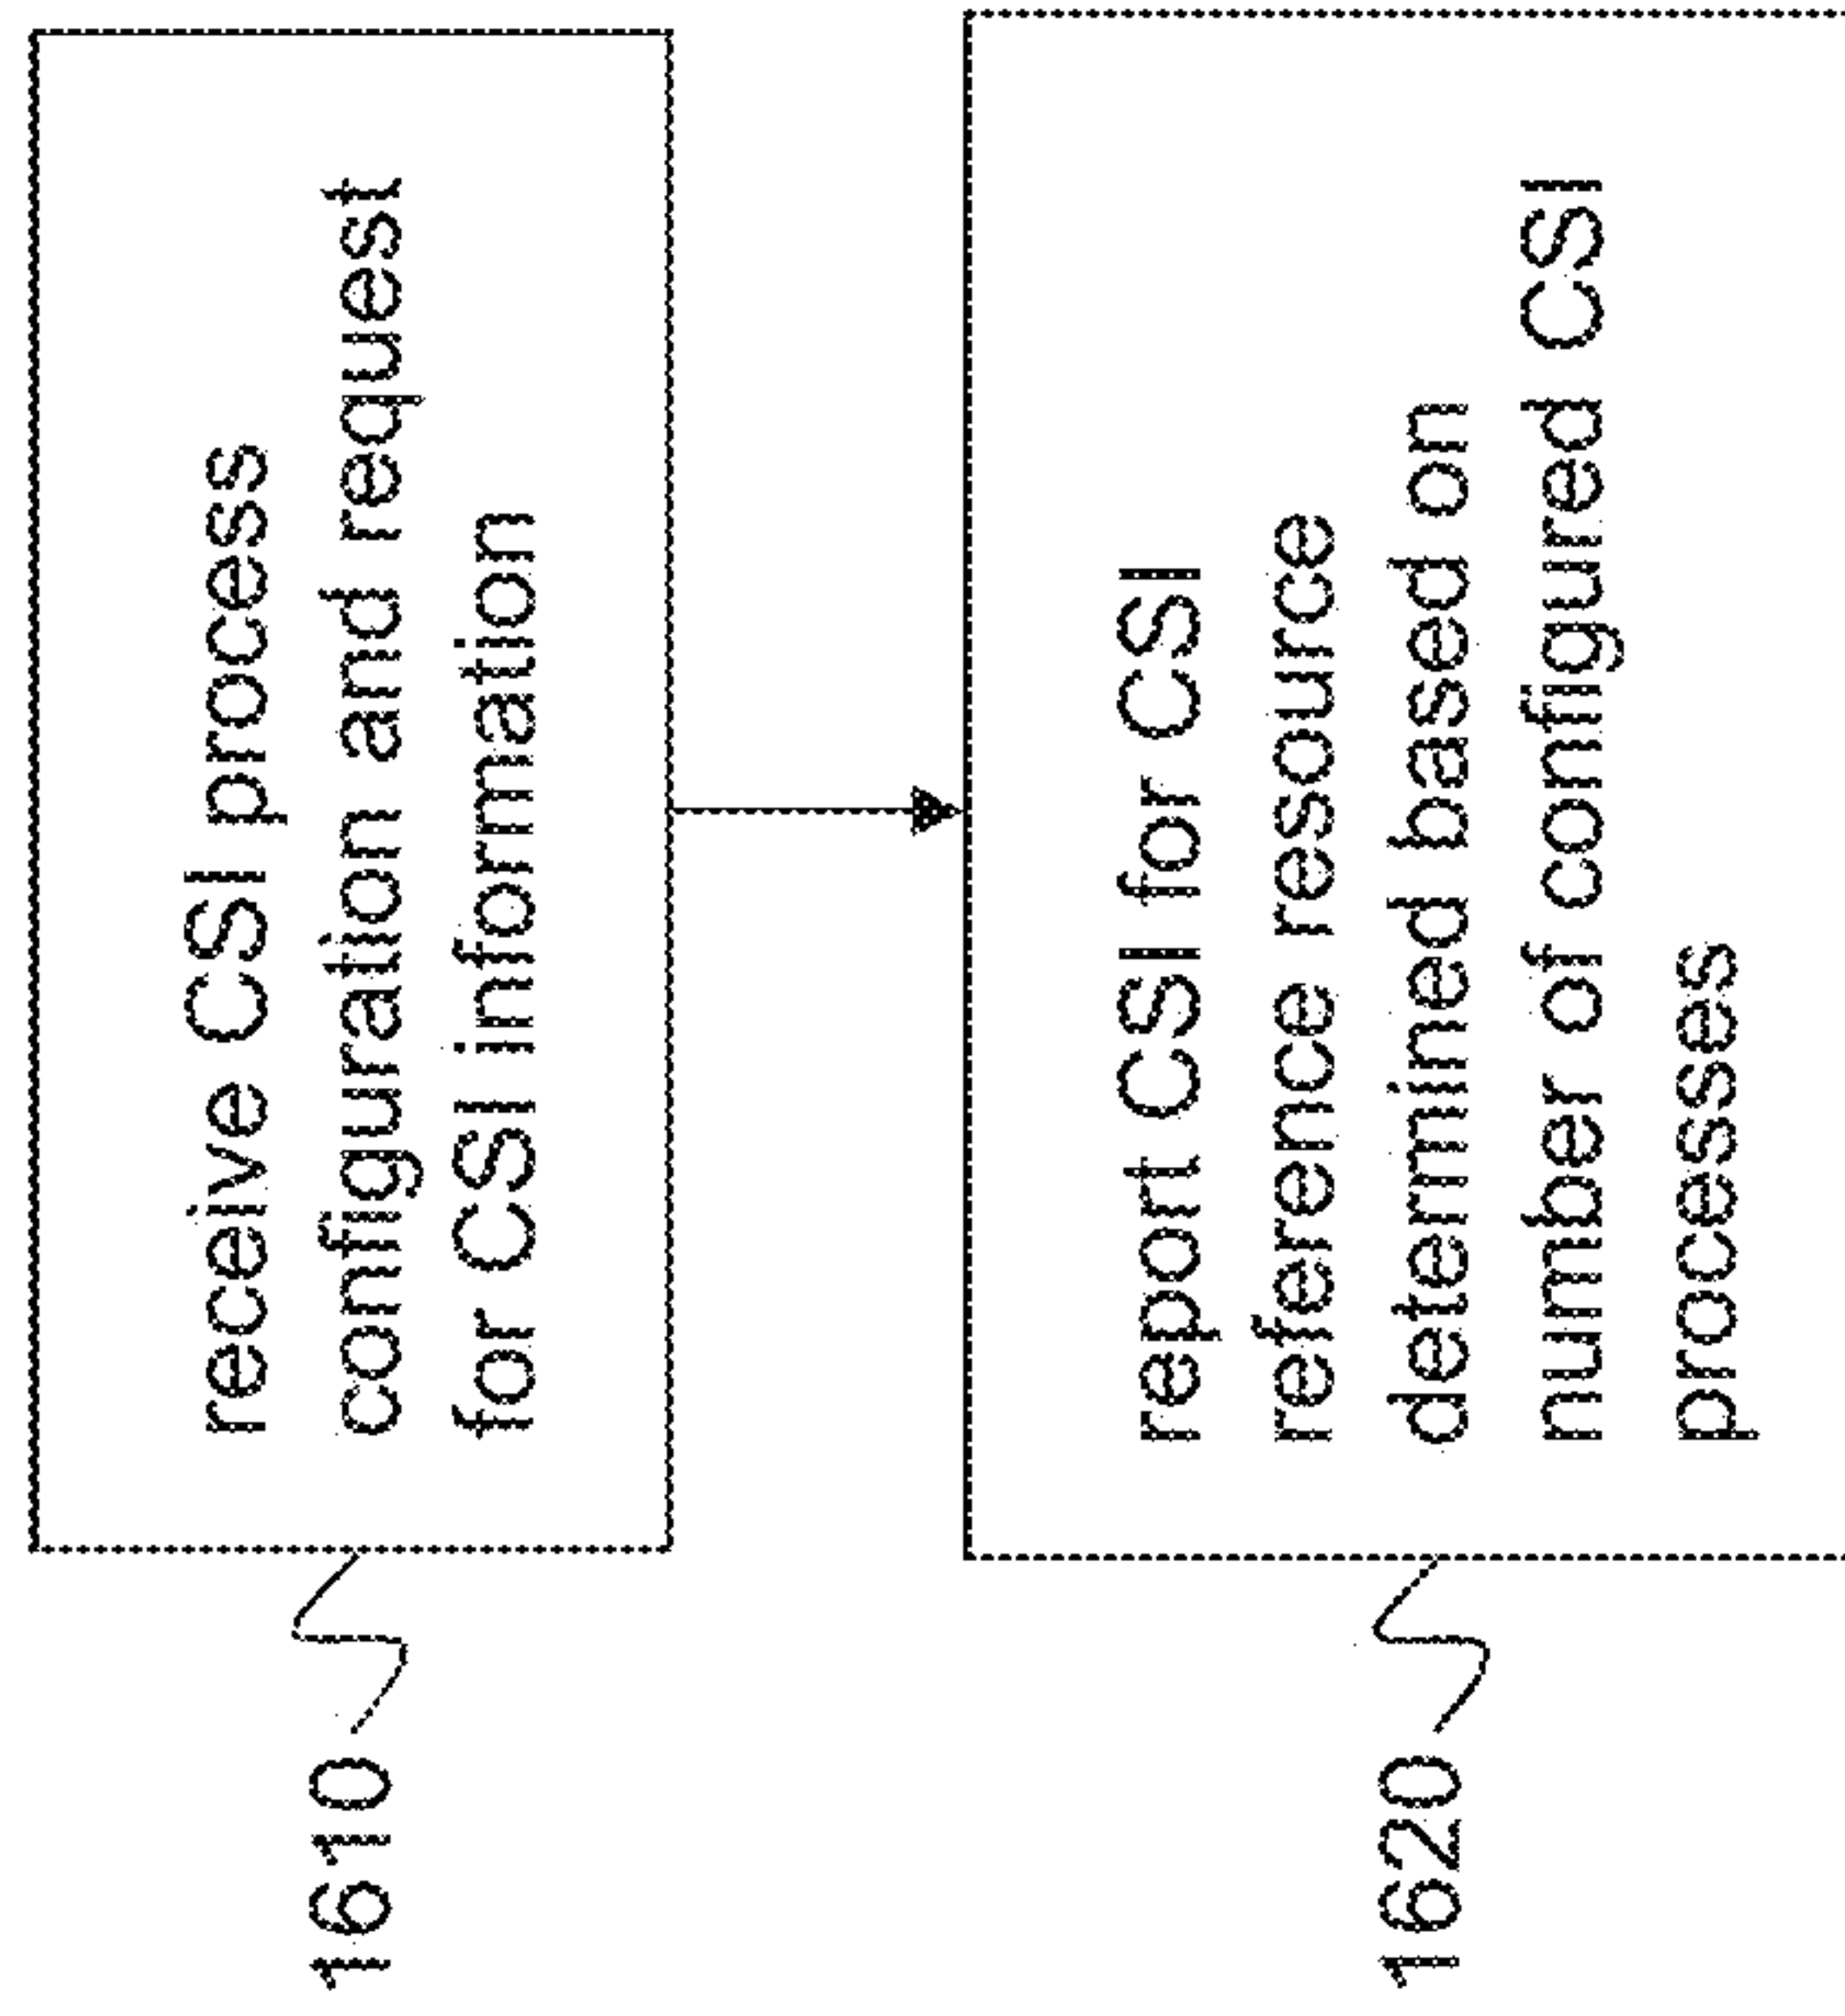 1610
receive CSI process
configuration and request
for CSI information
1620
report CSI for CSI
reference resource
determined based on
number of configured CSI
processes